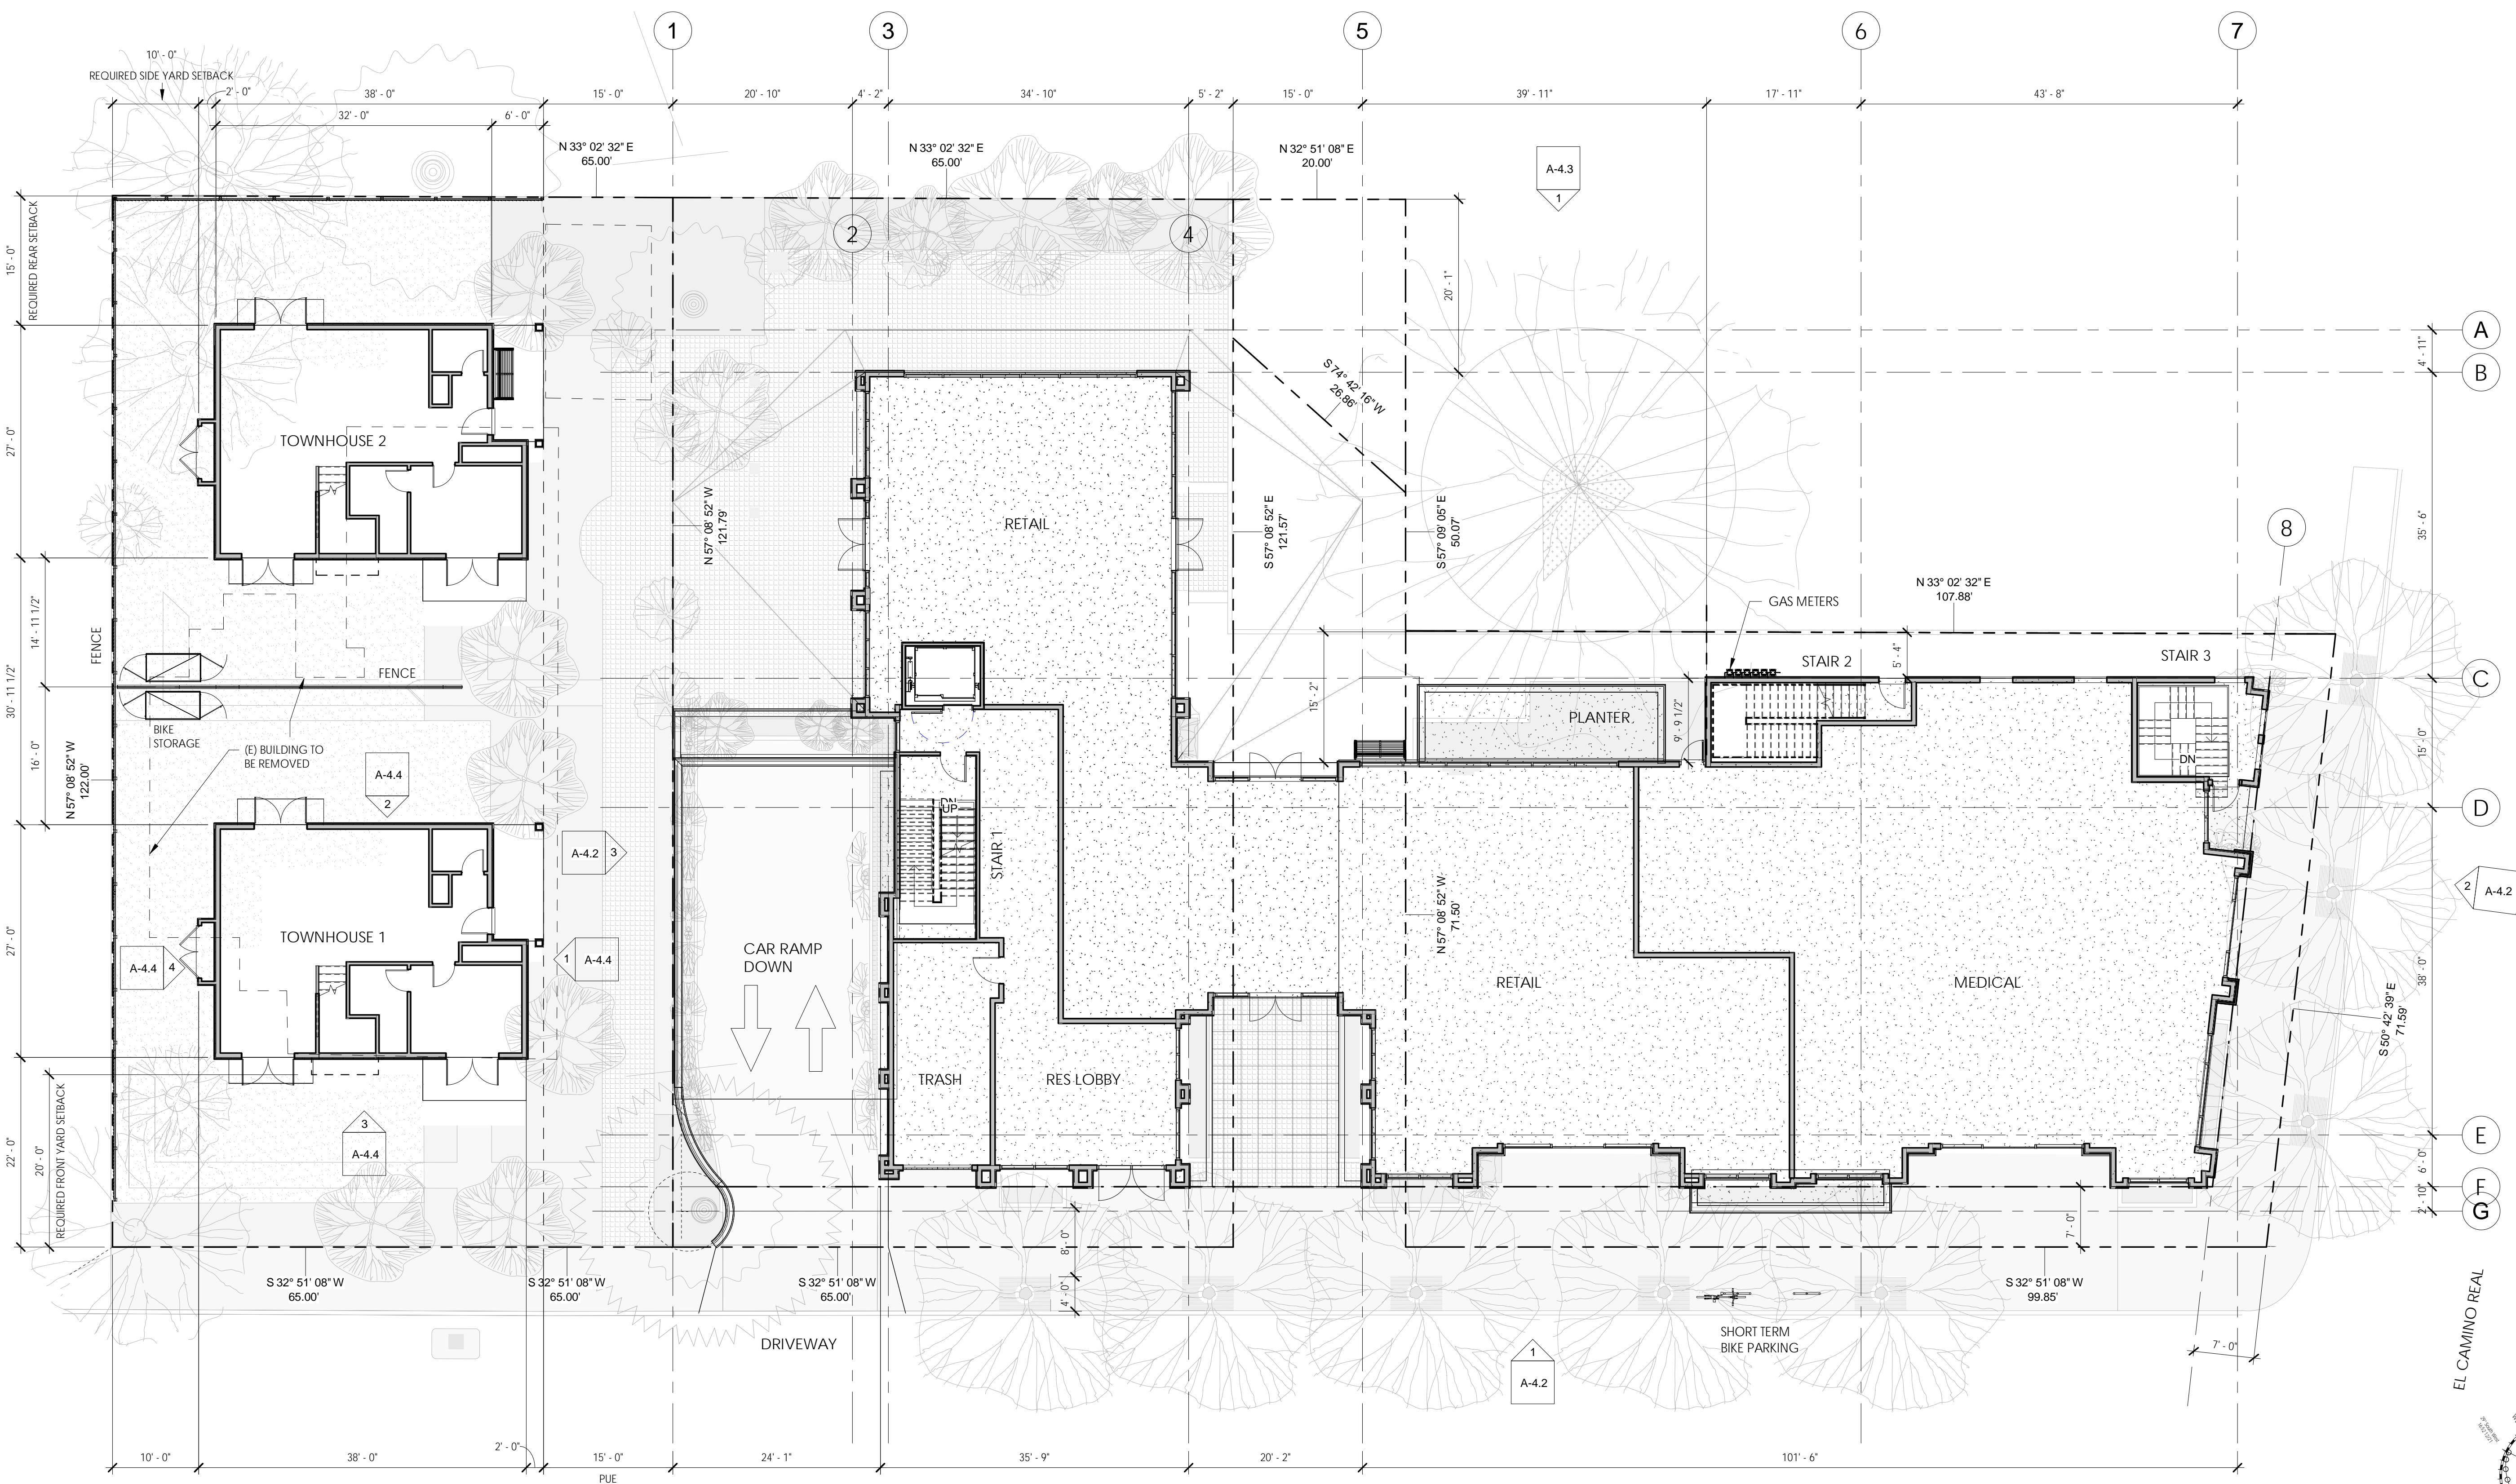 1
3
5
6
7
10' - 0"
REQUIRED SIDE YARD SETBACK
2' - 0"
38' - 0"
15' - 0"
20' - 10"
4' - 2"
34' - 10"
5' - 2"
15' - 0"
39' - 11"
17' - 11"
43' - 8"
32' - 0"
6' - 0"
N 33° 02' 32" E
65.00'
N 33° 02' 32" E
65.00'
N 32° 51' 08" E
20.00'
A-4.3
1
15' - 0"
REQUIRED REAR SETBACK
2
4
20' - 1"
A
4' - 11"
B
S 74° 42' 16" W
26.86'
27' - 0"
TOWNHOUSE 2
RETAIL
N 57° 08' 52" W
121.79'
S 57° 08' 52" E
121.57'
S 57° 09' 05" E
50.07'
35' - 6"
8
N 33° 02' 32" E
107.88'
GAS METERS
14' - 11 1/2"
30' - 11 1/2"
FENCE
FENCE
STAIR 2
5' - 4"
STAIR 3
C
15' - 2"
PLANTER
9' - 9 1/2"
BIKE
STORAGE
(E) BUILDING TO
BE REMOVED
16' - 0"
N 57° 08' 52" W
122.00'
A-4.4
2
15' - 0"
DN
DN
UP
D
STAIR 1
A-4.2
3
2
A-4.2
27' - 0"
TOWNHOUSE 1
A-4.4
4
1
A-4.4
CAR RAMP
DOWN
N 57° 08' 52" W
71.50'
RETAIL
MEDICAL
38' - 0"
S 50° 42' 39" E
71.59'
TRASH
RES LOBBY
22' - 0"
20' - 0"
REQUIRED FRONT YARD SETBACK
3
A-4.4
E
6' - 0"
F
2' - 10"
G
8' - 0"
7' - 0"
S 32° 51' 08" W
65.00'
S 32° 51' 08" W
65.00'
S 32° 51' 08" W
65.00'
4' - 0"
S 32° 51' 08" W
99.85'
EL CAMINO REAL
DRIVEWAY
SHORT TERM
BIKE PARKING
1
A-4.2
7' - 0"
10' - 0"
38' - 0"
2' - 0"
15' - 0"
PUE
24' - 1"
35' - 9"
20' - 2"
101' - 6"